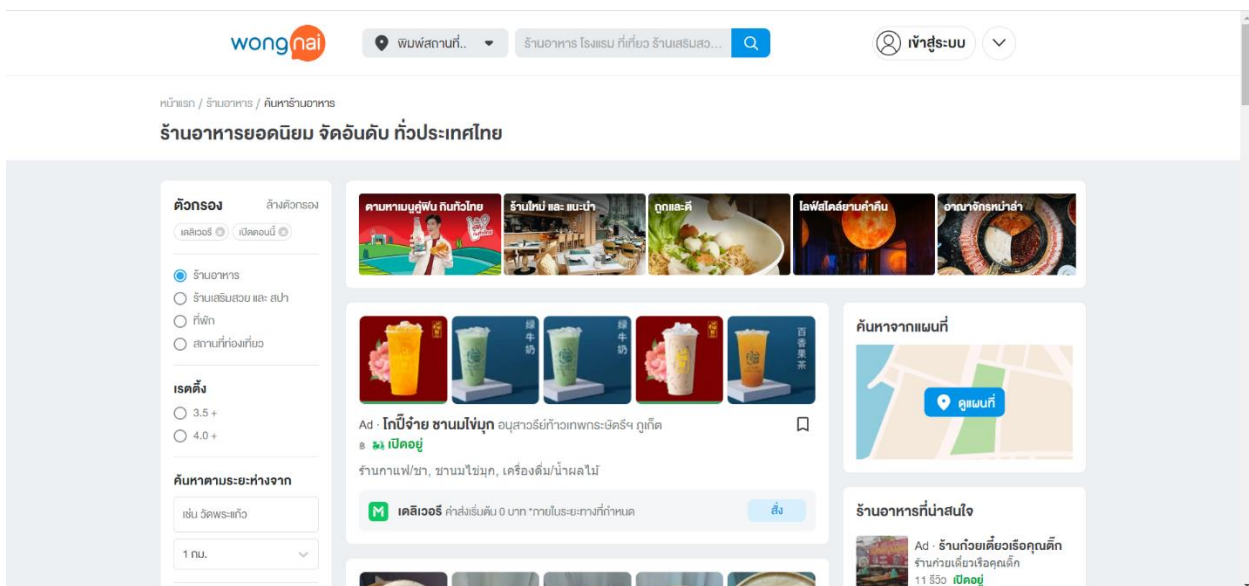 wongnai
พิมพ์สถานที่..
ร้านอาหาร โรงแรม ที่เที่ยว ร้านเสริมสว...
เข้าสู่ระบบ
หน้าแรก / ร้านอาหาร / ค้นหาร้านอาหาร
ร้านอาหารยอดนิยม จัดอันดับ ทั่วประเทศไทย
ตัวกรอง
ล้างตัวกรอง
เดลิเวอรี่
เปิดตอนนี้
ร้านอาหาร
ร้านเสริมสวย และ สปา
ที่พัก
สถานที่ท่องเที่ยว
เรตติ้ง
3.5 +
4.0 +
ค้นหาตามระยะห่างจาก
เช่น วัดพระแก้ว
1 กม.
ตามหาเมนูคู่ฟิน กินทั่วไทย
ร้านใหม่ และ แนะนำ
ถูกและดี
ไลฟ์สไตล์ยามค่ำคืน
อาณาจักรหม่าล่า
绿牛奶
绿牛奶
百香果茶
Ad · โกปี๊จ๋าย ชานมไข่มุก อนุสาวรีย์ท้าวเทพกระษัตรีฯ ภูเก็ต
฿ เปิดอยู่
ร้านกาแฟ/ชา, ชานมไข่มุก, เครื่องดื่ม/น้ำผลไม้
เดลิเวอรี ค่าส่งเริ่มต้น 0 บาท *ภายในระยะทางที่กำหนด
สั่ง
ค้นหาจากแผนที่
ดูแผนที่
ร้านอาหารที่น่าสนใจ
Ad · ร้านก๋วยเตี๋ยวเรือคุณติ๊ก
ร้านก๋วยเตี๋ยวเรือคุณติ๊ก
11 รีวิว เปิดอยู่